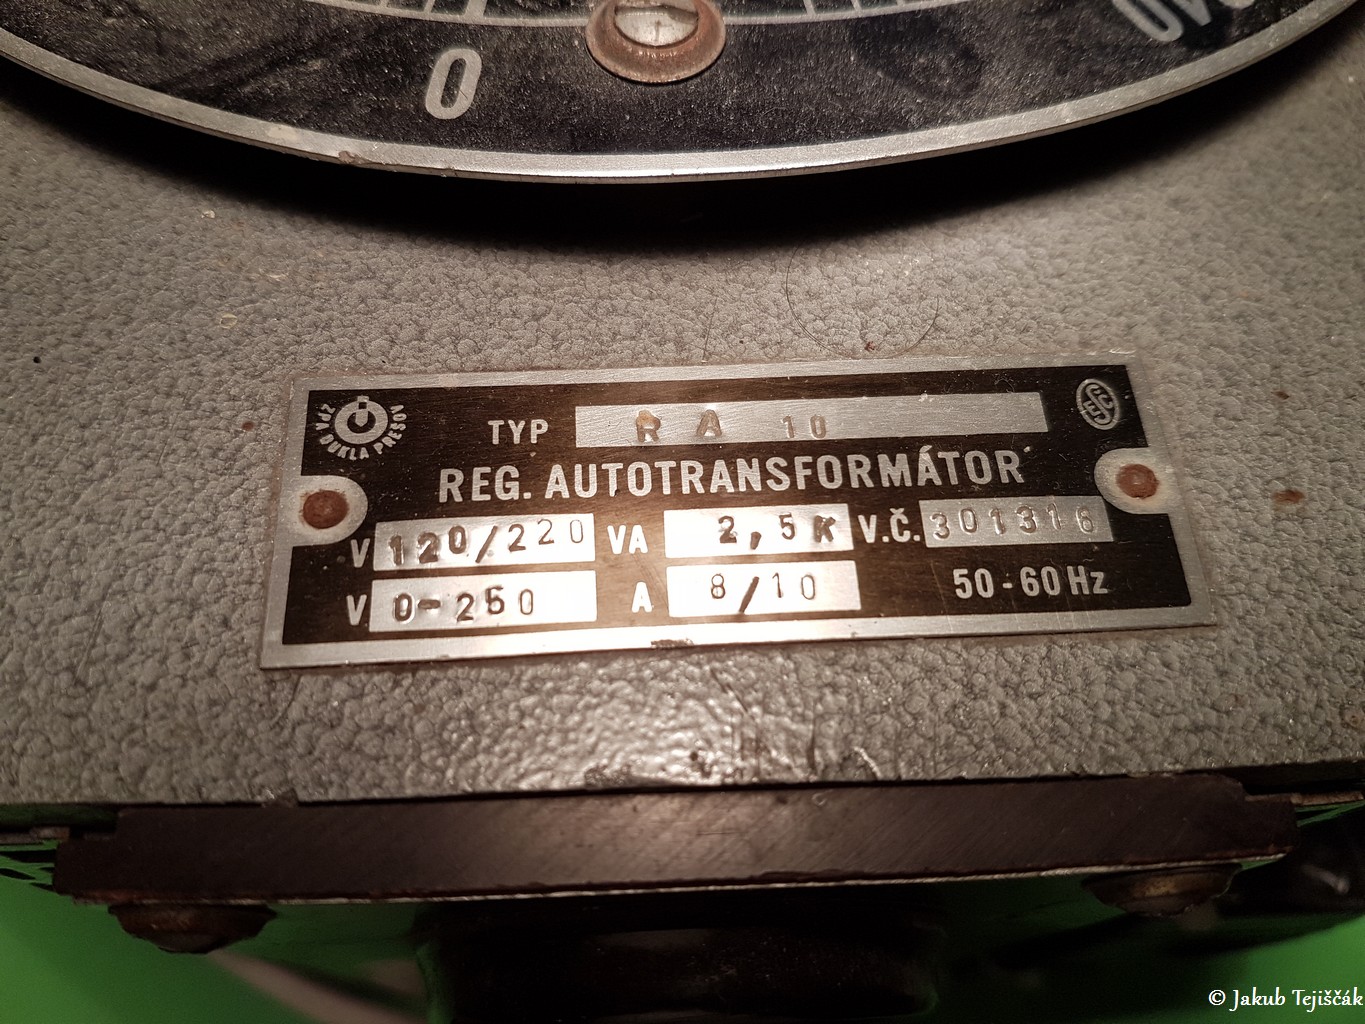 0
ZPA DUKLA PREŠOV
TYP RA 10
REG. AUTOTRANSFORMÁTOR
V 120/220 VA 2,5K V.Č. 301316
V 0-250 A 8/10 50-60Hz
© Jakub Tejiščák